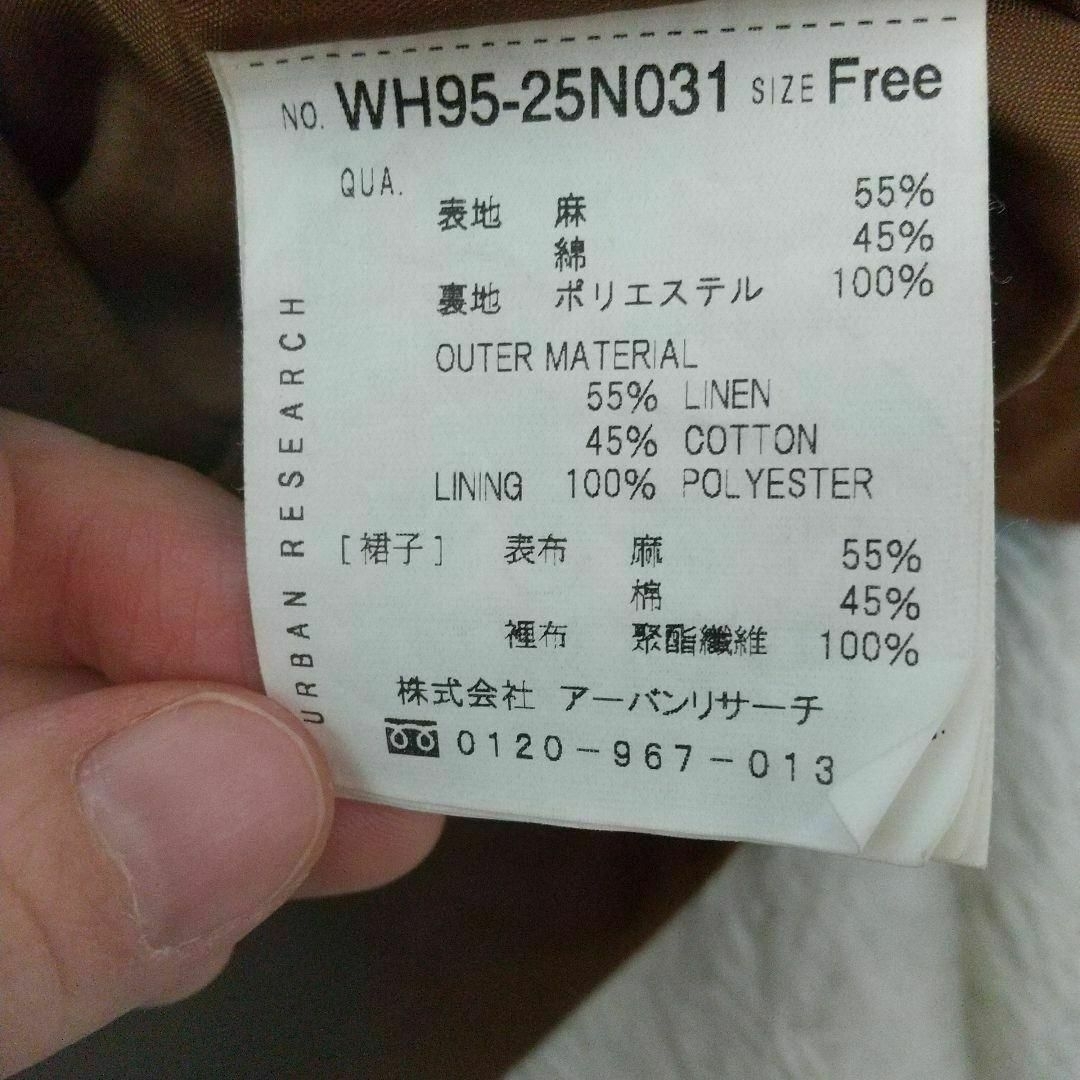 NO. WH95-25N031 SIZE Free
QUA.
表地 麻 55%
綿 45%
裏地 ポリエステル 100%
OUTER MATERIAL
55% LINEN
45% COTTON
LINING 100% POLYESTER
[裙子] 表布 麻 55%
棉 45%
裡布 聚酯纖維 100%
株式会社 アーバンリサーチ
0120-967-013
URBAN RESEARCH